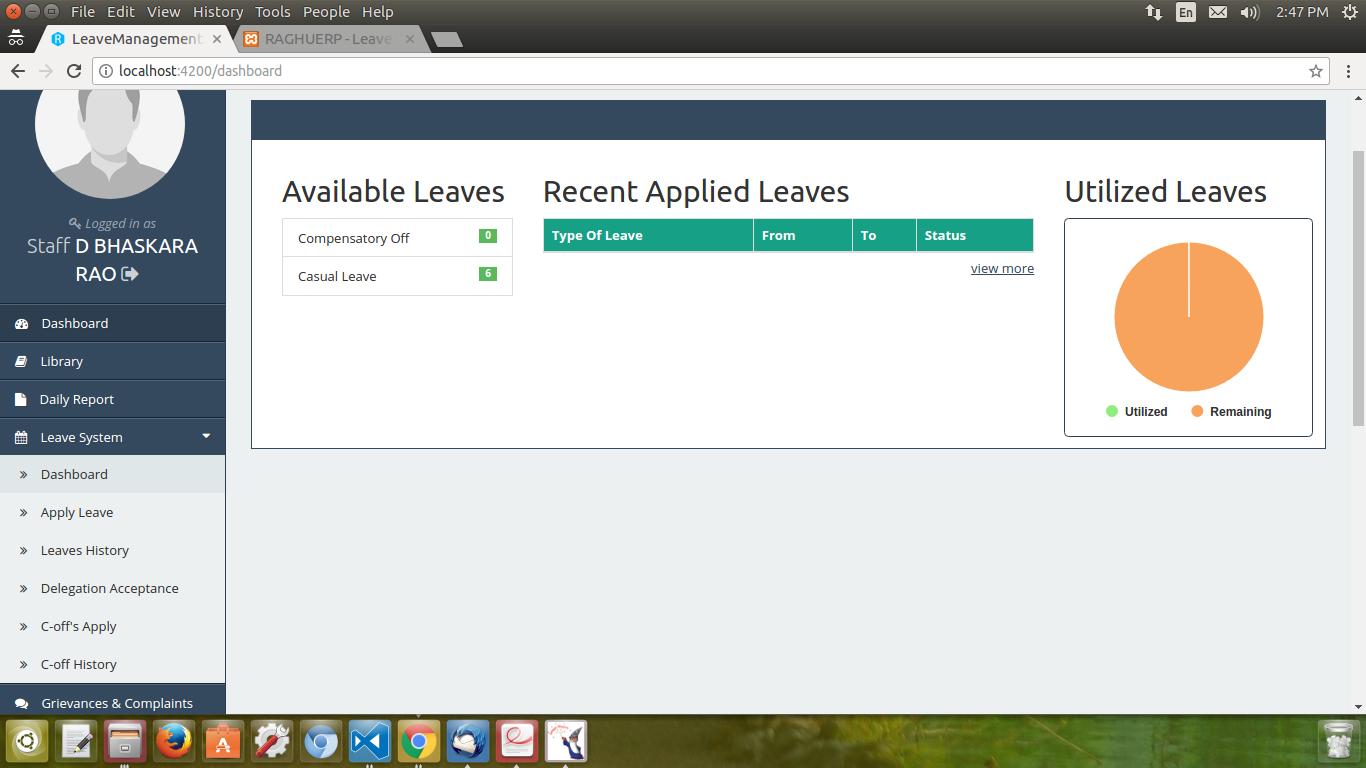 File Edit View History Tools People Help
En
2:47 PM
LeaveManagement
RAGHUERP - Leave
localhost:4200/dashboard
Logged in as
Staff D BHASKARA
RAO
Dashboard
Library
Daily Report
Leave System
Dashboard
Apply Leave
Leaves History
Delegation Acceptance
C-off's Apply
C-off History
Grievances & Complaints
Available Leaves
Compensatory Off 0
Casual Leave 6
Recent Applied Leaves
Type Of Leave From To Status
view more
Utilized Leaves
Utilized Remaining